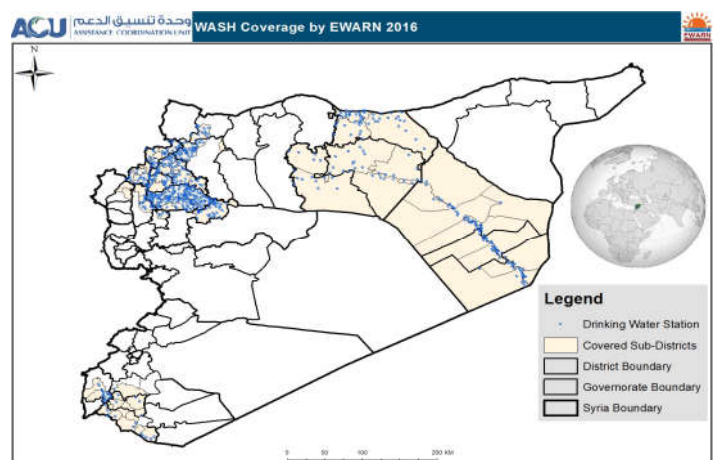 ACU
وحدة تنسيق الدعم
ASSISTANCE COORDINATION UNIT
WASH Coverage by EWARN 2016
EWARN
N
Legend
Drinking Water Station
Covered Sub-Districts
District Boundary
Governorate Boundary
Syria Boundary
0 50 100 200 KM